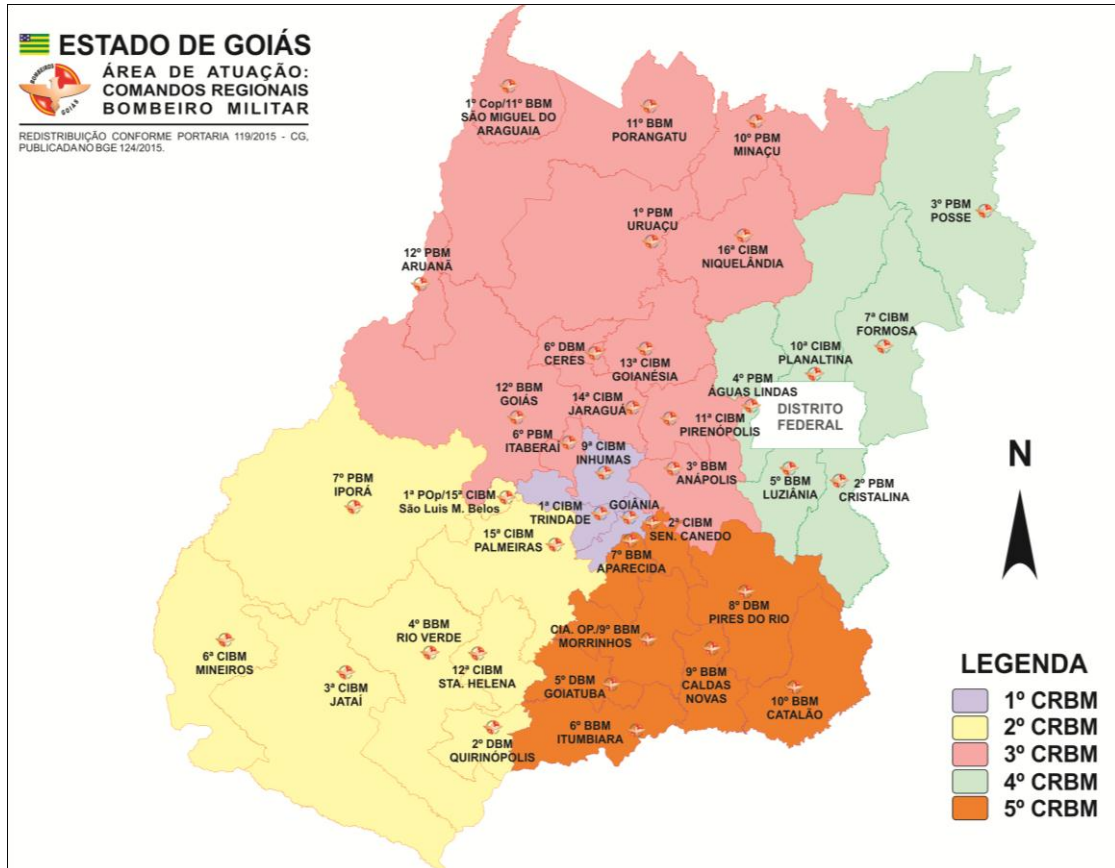 ESTADO DE GOIÁS
BOMBEIROS
GOIÁS
ÁREA DE ATUAÇÃO:
COMANDOS REGIONAIS
BOMBEIRO MILITAR
REDISTRIBUIÇÃO CONFORME PORTARIA 119/2015 - CG,
PUBLICADA NO BGE 124/2015.
1º Cop/11º BBM
SÃO MIGUEL DO
ARAGUAIA
11º BBM
PORANGATU
10º PBM
MINAÇU
3º PBM
POSSE
1º PBM
URUAÇU
16ª CIBM
NIQUELÂNDIA
12º PBM
ARUANÃ
7ª CIBM
FORMOSA
6º DBM
CERES
13ª CIBM
GOIANÉSIA
10ª CIBM
PLANALTINA
4º PBM
ÁGUAS LINDAS
12º BBM
GOIÁS
14ª CIBM
JARAGUÁ
11ª CIBM
PIRENÓPOLIS
DISTRITO
FEDERAL
6º PBM
ITABERAÍ
9ª CIBM
INHUMAS
3º BBM
ANÁPOLIS
5º BBM
LUZIÂNIA
2º PBM
CRISTALINA
7º PBM
IPORÁ
1ª POp/15ª CIBM
São Luis M. Belos
1ª CIBM
TRINDADE
GOIÂNIA
2ª CIBM
SEN. CANEDO
15ª CIBM
PALMEIRAS
7º BBM
APARECIDA
8º DBM
PIRES DO RIO
4º BBM
RIO VERDE
CIA. OP./9º BBM
MORRINHOS
6ª CIBM
MINEIROS
3ª CIBM
JATAÍ
12ª CIBM
STA. HELENA
5º DBM
GOIATUBA
9º BBM
CALDAS
NOVAS
10º BBM
CATALÃO
6º BBM
ITUMBIARA
2º DBM
QUIRINÓPOLIS
N
LEGENDA
1º CRBM
2º CRBM
3º CRBM
4º CRBM
5º CRBM